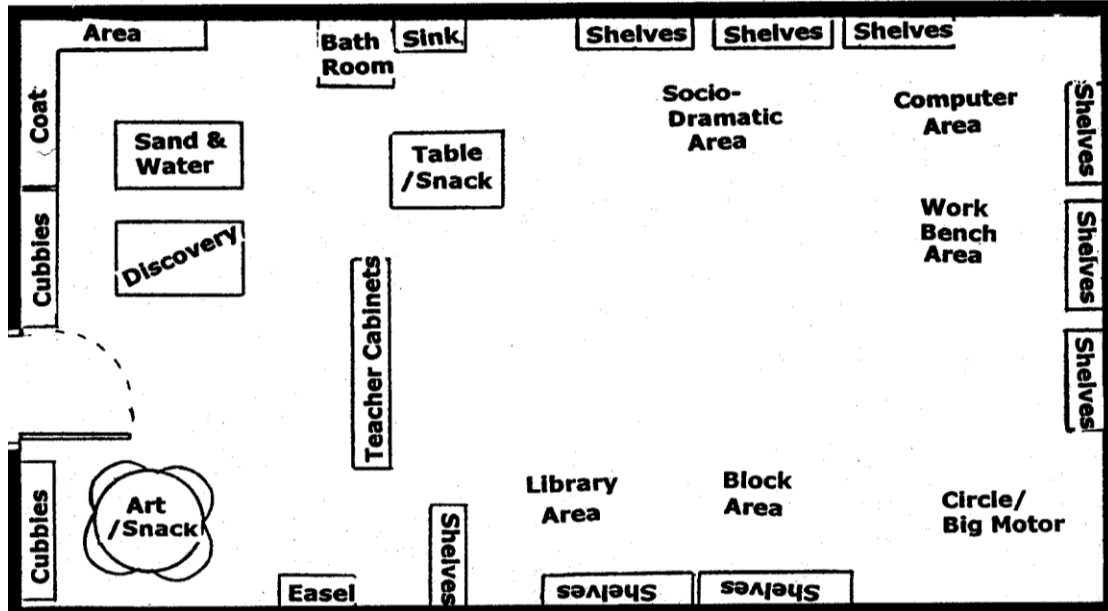 Area
Bath
Room
Sink
Shelves
Shelves
Shelves
Coat
Sand &
Water
Table
/Snack
Socio-
Dramatic
Area
Computer
Area
Shelves
Cubbies
Discovery
Work
Bench
Area
Shelves
Teacher Cabinets
Shelves
Cubbies
Art
/Snack
Easel
Shelves
Library
Area
Block
Area
Circle/
Big Motor
Shelves
Shelves